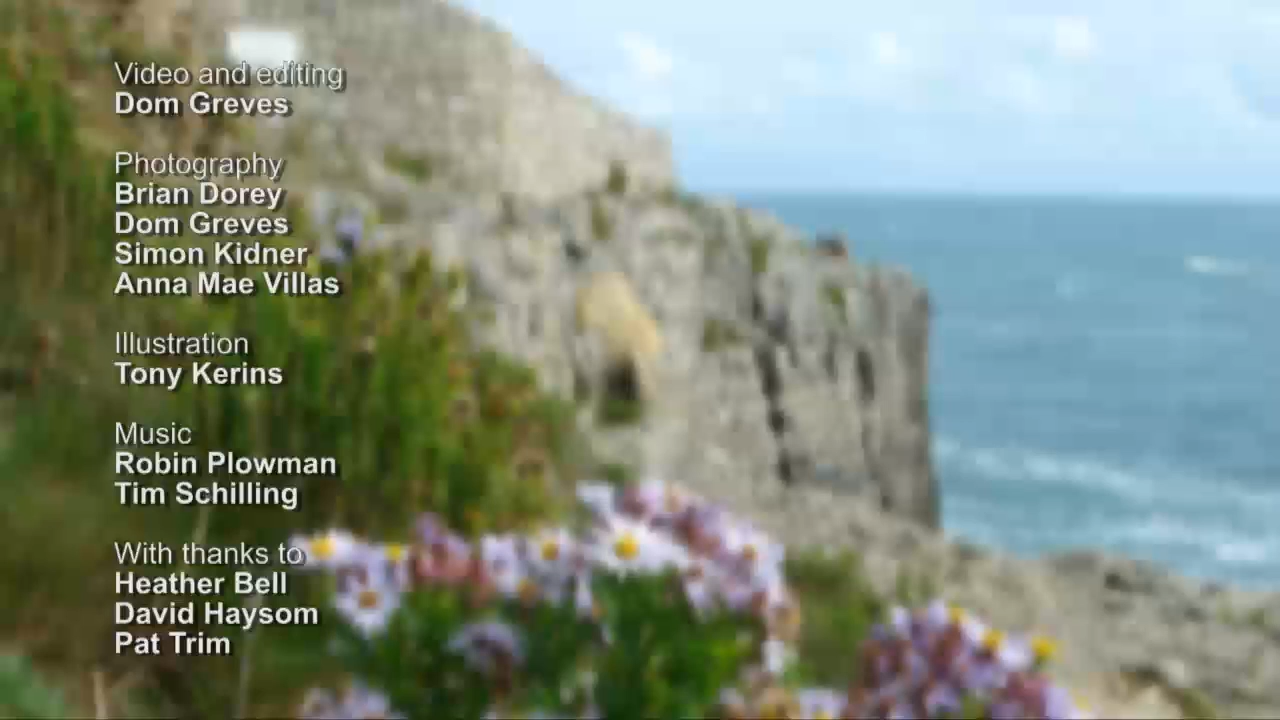 Video and editing
Dom Greves
Photography
Brian Dorey
Dom Greves
Simon Kidner
Anna Mae Villas
Illustration
Tony Kerins
Music
Robin Plowman
Tim Schilling
With thanks to
Heather Bell
David Haysom
Pat Trim